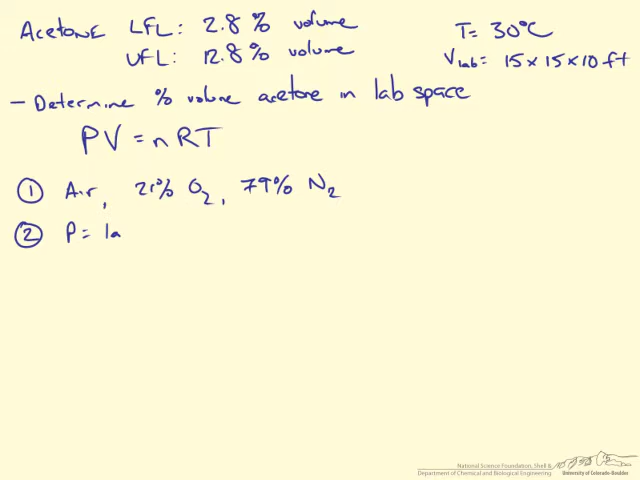 Acetone LFL: 2.8% volume
UFL: 12.8% volume
T= 30°C
Vlab= 15 x 15 x 10 ft
- Determine % volume acetone in lab space
PV = nRT
① Air, 21% O2, 79% N2
② P= 1a
National Science Foundation, Shell &
Department of Chemical and Biological Engineering
University of Colorado-Boulder